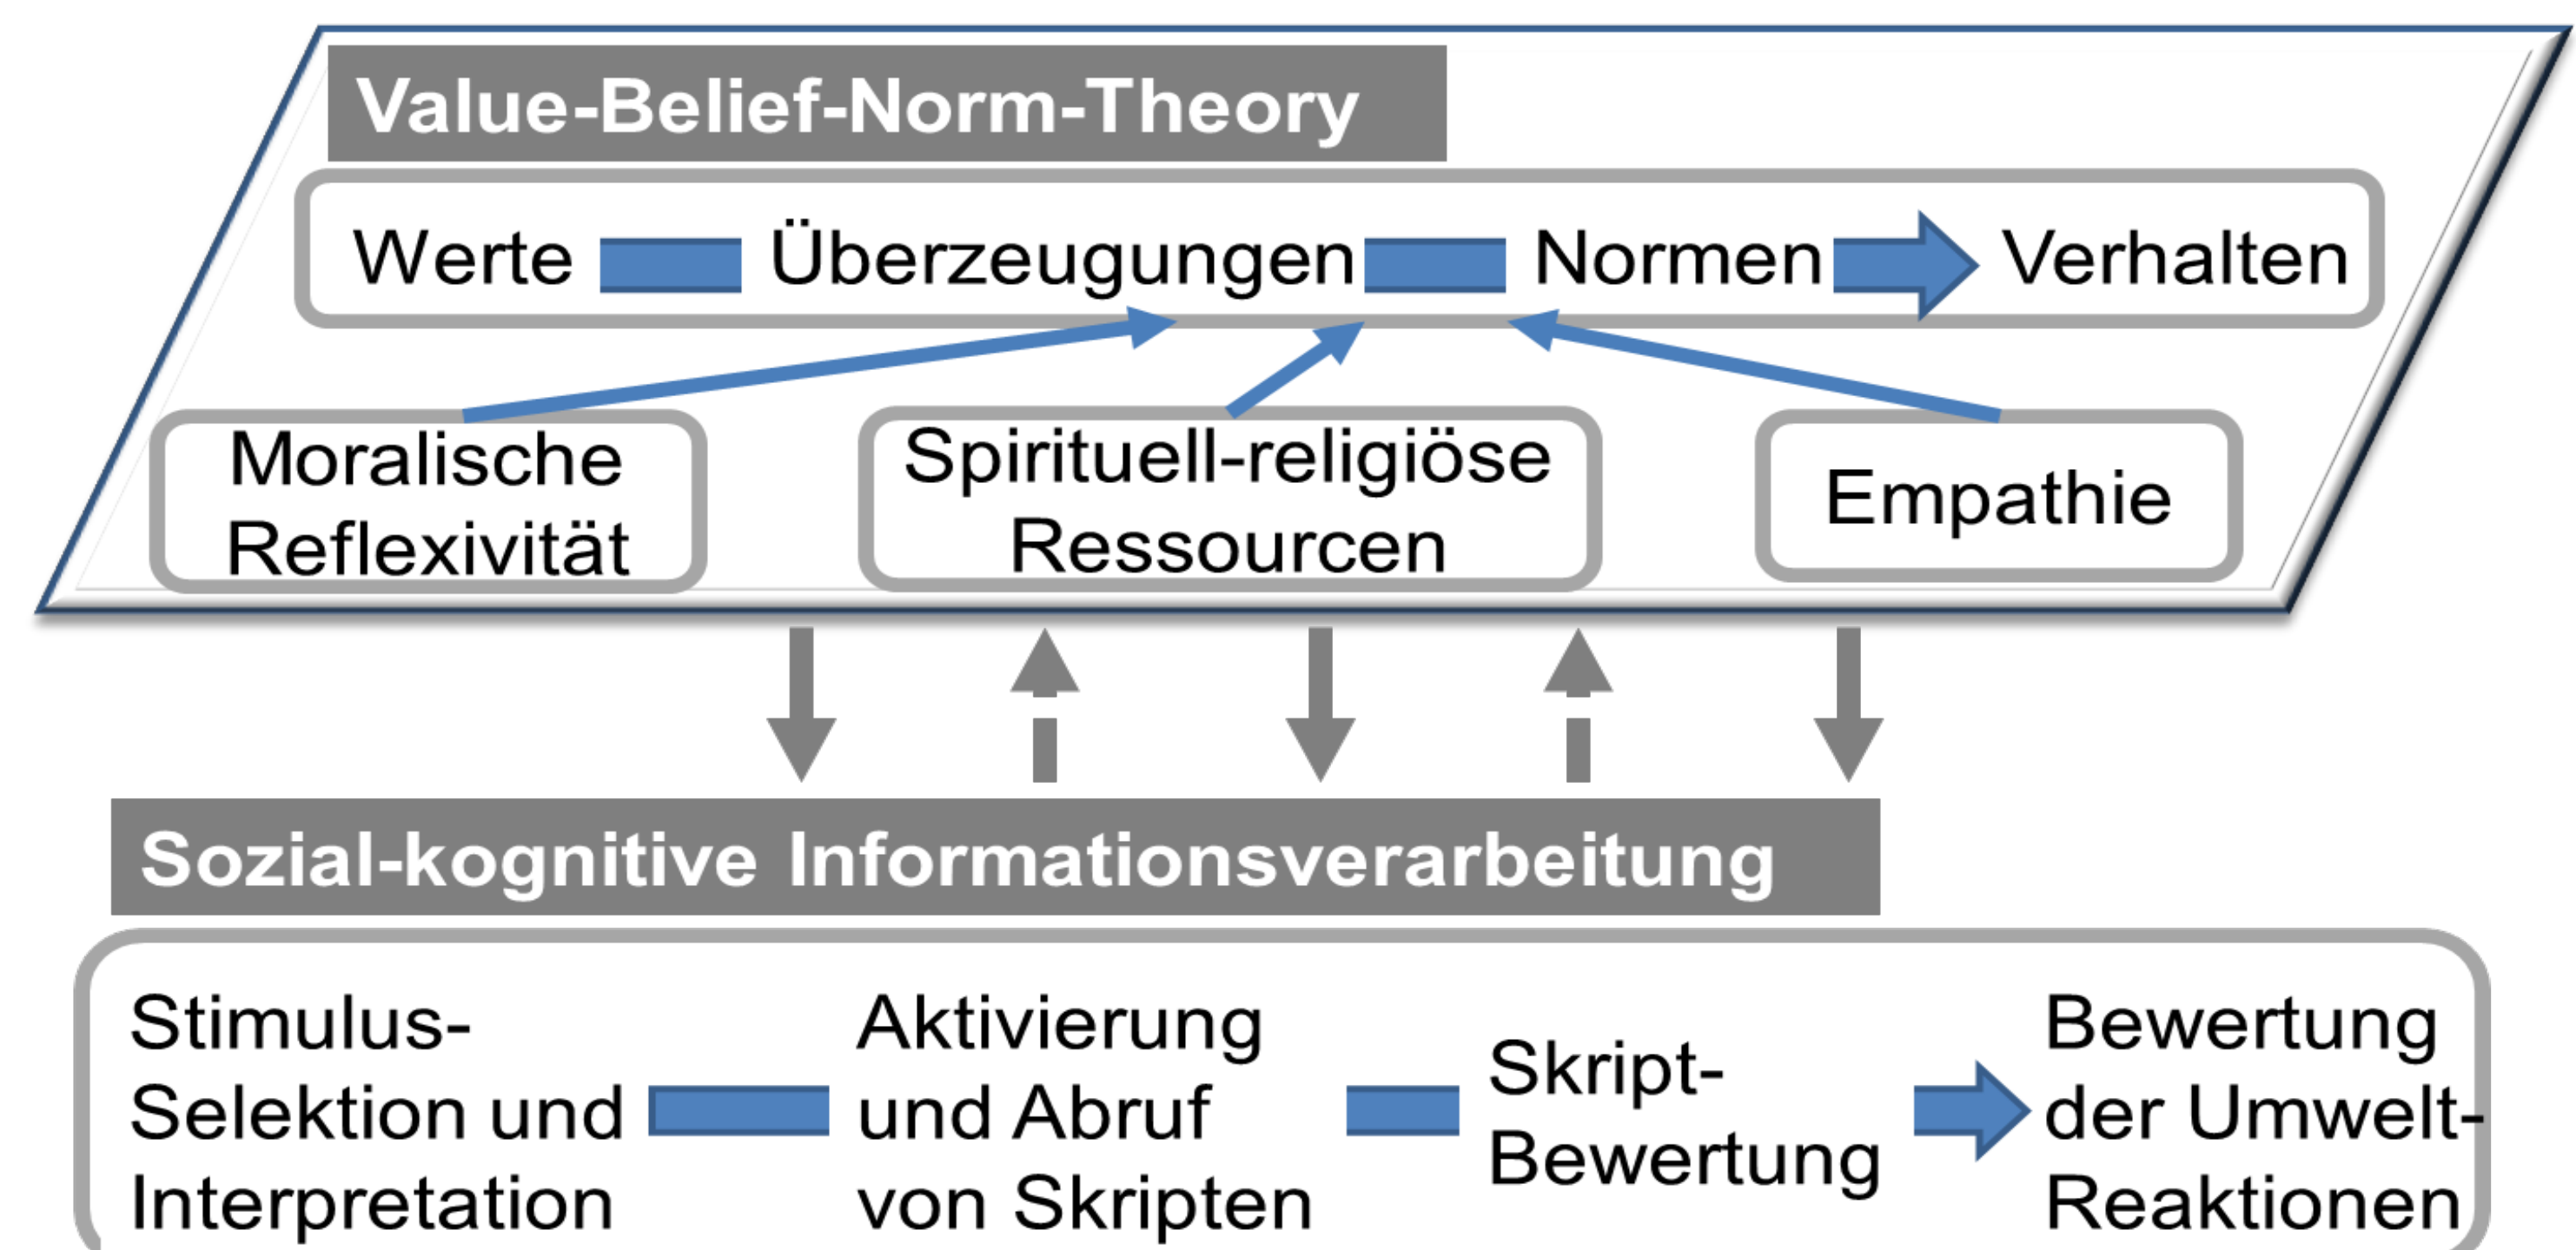 Value-Belief-Norm-Theory
Werte Überzeugungen Normen Verhalten
Moralische
Reflexivität
Spirituell-religiöse
Ressourcen
Empathie
Sozial-kognitive Informationsverarbeitung
Stimulus-
Selektion und
Interpretation
Aktivierung
und Abruf
von Skripten
Skript-
Bewertung
Bewertung
der Umwelt-
Reaktionen